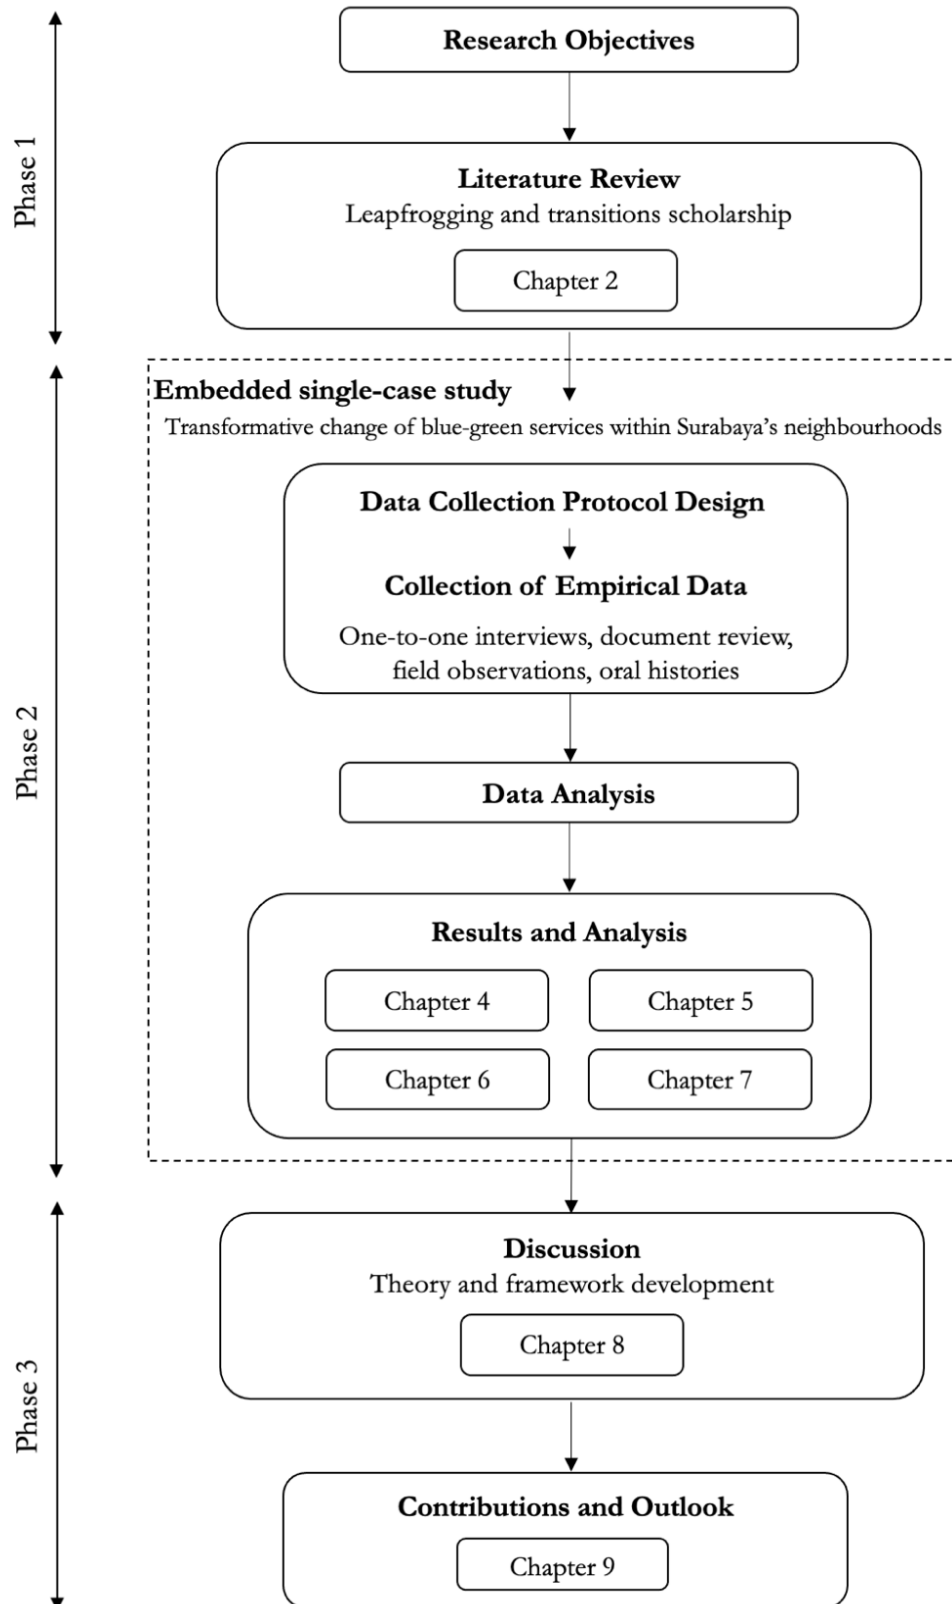 Phase 1
Research Objectives
Literature Review
Leapfrogging and transitions scholarship
Chapter 2
Phase 2
Embedded single-case study
Transformative change of blue-green services within Surabaya's neighbourhoods
Data Collection Protocol Design
Collection of Empirical Data
One-to-one interviews, document review,
field observations, oral histories
Data Analysis
Results and Analysis
Chapter 4
Chapter 5
Chapter 6
Chapter 7
Phase 3
Discussion
Theory and framework development
Chapter 8
Contributions and Outlook
Chapter 9